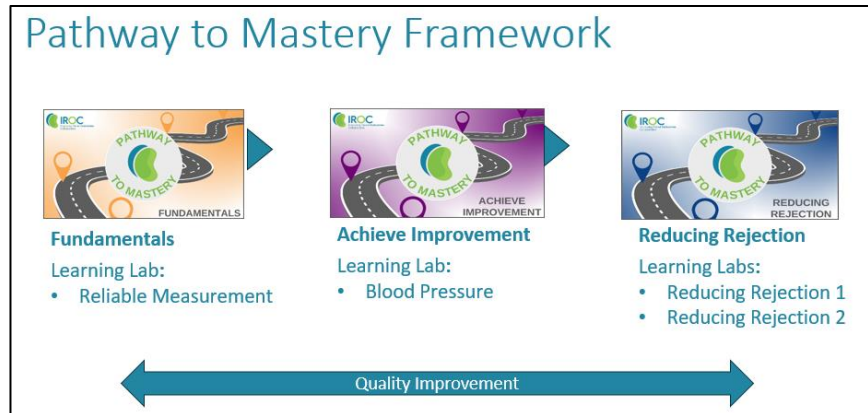 Pathway to Mastery Framework
IROC
PATHWAY
TO MASTERY
FUNDAMENTALS
IROC
PATHWAY
TO MASTERY
ACHIEVE
IMPROVEMENT
IROC
PATHWAY
TO MASTERY
REDUCING
REJECTION
Fundamentals
Learning Lab:
• Reliable Measurement
Achieve Improvement
Learning Lab:
• Blood Pressure
Reducing Rejection
Learning Labs:
• Reducing Rejection 1
• Reducing Rejection 2
Quality Improvement